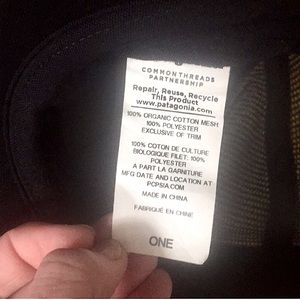 COMMONTHREADS
PARTNERSHIP
Repair, Reuse, Recycle
This Product
www.patagonia.com
100% ORGANIC COTTON MESH:
100% POLYESTER
EXCLUSIVE OF TRIM
100% COTON DE CULTURE
BIOLOGIQUE FILET: 100%
POLYESTER
A PART LA GARNITURE
MFG DATE AND LOCATION AT
PCPSIA.COM
MADE IN CHINA
FABRIQUÉ EN CHINE
ONE